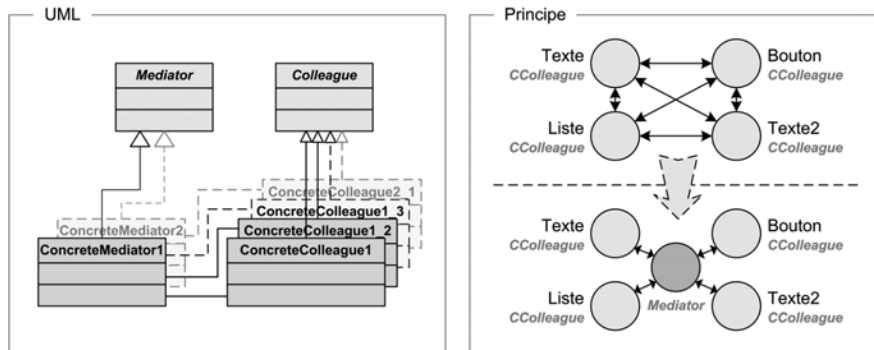 UML
Mediator
Colleague
ConcreteColleague2_1
ConcreteColleague1_3
ConcreteMediator2
ConcreteColleague1_2
ConcreteMediator1
ConcreteColleague1
Principe
Texte
CColleague
Bouton
CColleague
Liste
CColleague
Texte2
CColleague
Texte
CColleague
Bouton
CColleague
Liste
CColleague
Mediator
Texte2
CColleague